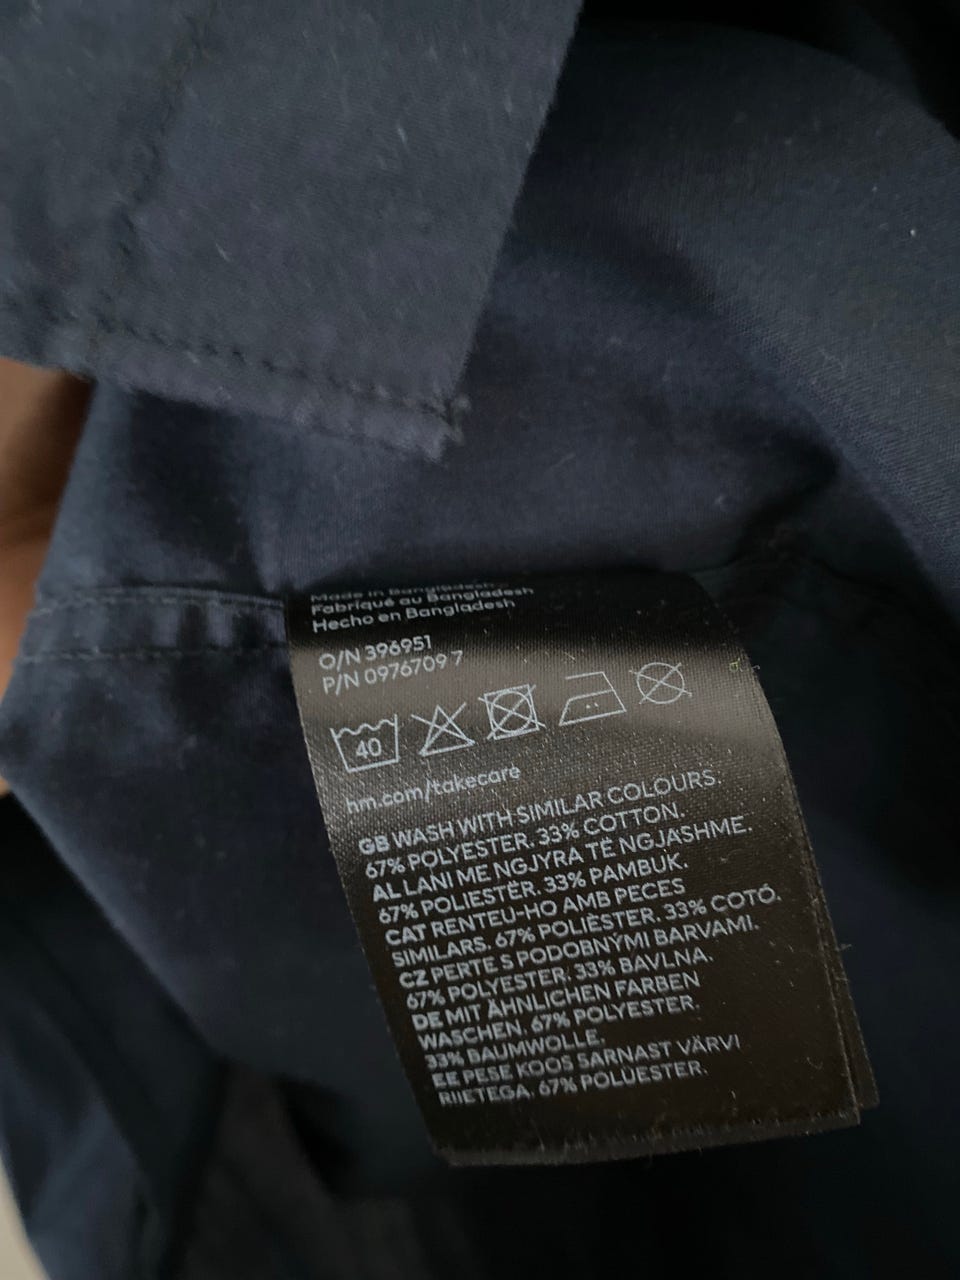 Made in Bangladesh
Fabriqué au Bangladesh
Hecho en Bangladesh
O/N 396951
P/N 0976709 7
40
hm.com/takecare
GB WASH WITH SIMILAR COLOURS.
67% POLYESTER. 33% COTTON.
AL LANI ME NGJYRA TË NGJASHME.
67% POLIESTËR. 33% PAMBUK.
CAT RENTEU-HO AMB PECES
SIMILARS. 67% POLIÈSTER. 33% COTÓ.
CZ PERTE S PODOBNÝMI BARVAMI.
67% POLYESTER. 33% BAVLNA.
DE MIT ÄHNLICHEN FARBEN
WASCHEN. 67% POLYESTER.
33% BAUMWOLLE.
EE PESE KOOS SARNAST VÄRVI
RIIETEGA. 67% POLÜESTER.